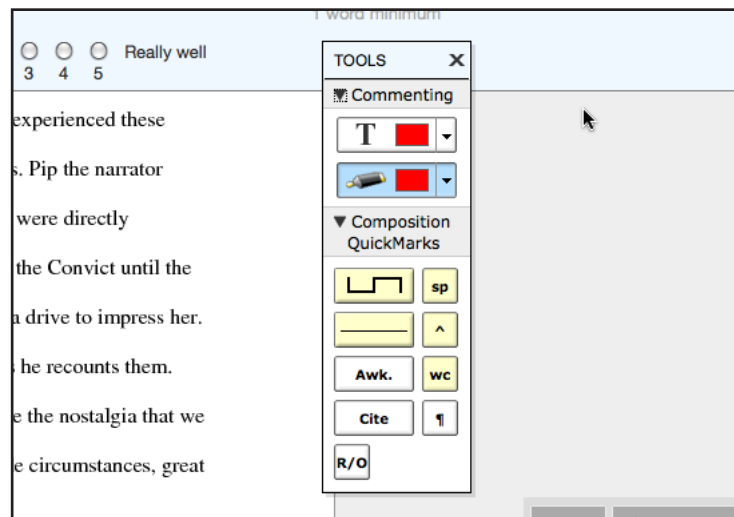 1 word minimum
Really well
3 4 5
TOOLS X
Commenting
T
Composition
QuickMarks
sp
^
Awk. wc
Cite ¶
R/O
experienced these
s. Pip the narrator
were directly
the Convict until the
a drive to impress her.
he recounts them.
e the nostalgia that we
e circumstances, great